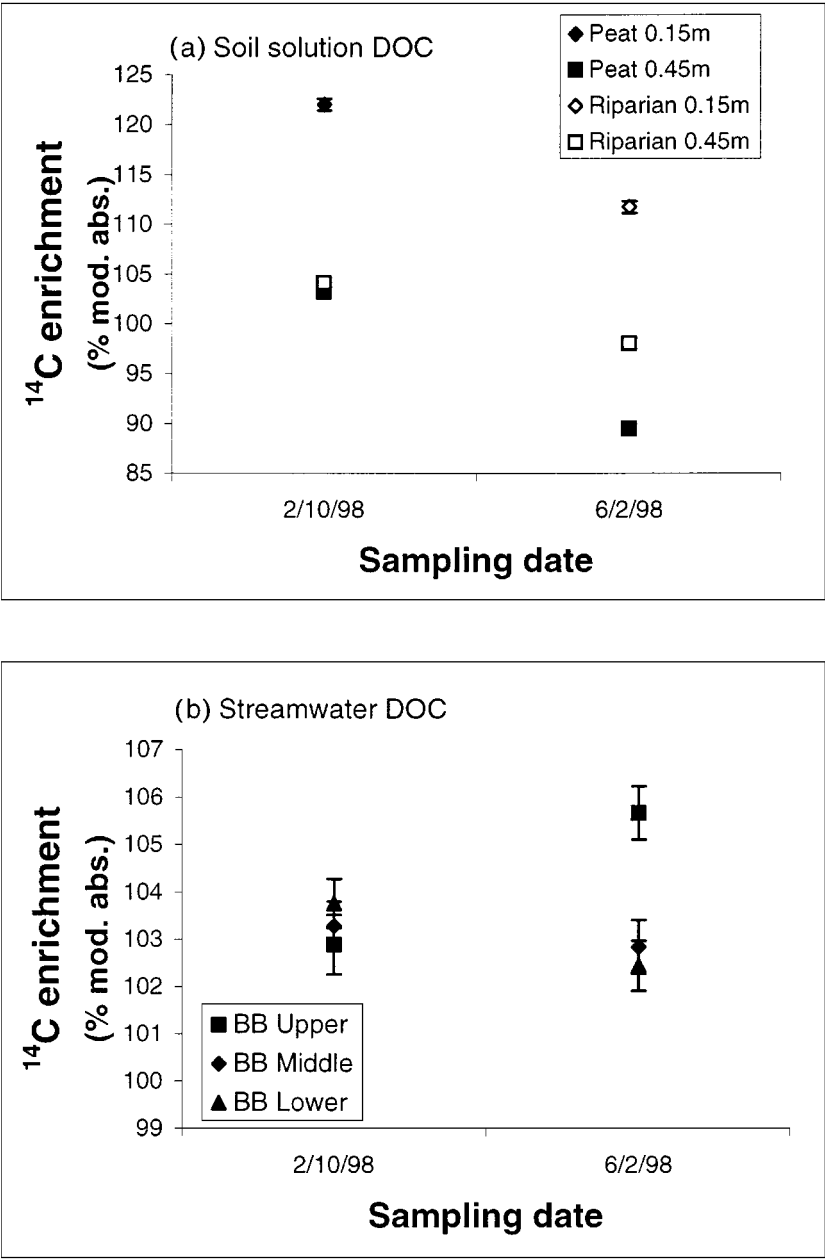 (a) Soil solution DOC
Peat 0.15m
Peat 0.45m
Riparian 0.15m
Riparian 0.45m
125
120
115
110
105
100
95
90
85
¹⁴C enrichment
(% mod. abs.)
2/10/98
6/2/98
Sampling date
(b) Streamwater DOC
107
106
105
104
103
102
101
100
99
¹⁴C enrichment
(% mod. abs.)
BB Upper
BB Middle
BB Lower
2/10/98
6/2/98
Sampling date